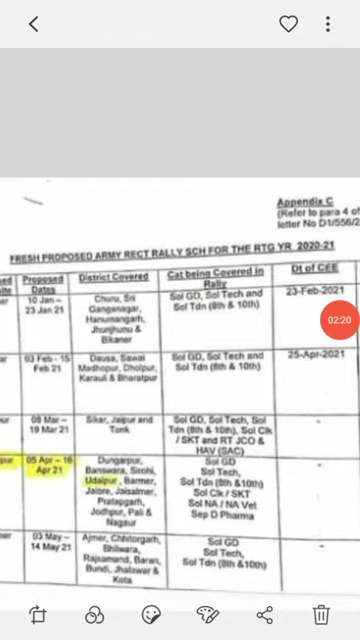 Appendix C
(Refer to para 4 of
letter No D1/556/2
FRESH PROPOSED ARMY RECT RALLY SCH FOR THE RTG YR 2020-21
Proposed Dates
District Covered
Cat being Covered in Rally
Dt of CEE
10 Jan –
23 Jan 21
Churu, Sri
Ganganagar,
Hanumangarh,
Jhunjhunu &
Bikaner
Sol GD, Sol Tech and
Sol Tdn (8th & 10th)
23-Feb-2021
02:20
03 Feb - 15
Feb 21
Dausa, Sawai
Madhopur, Dholpur,
Karauli & Bharatpur
Sol GD, Sol Tech and
Sol Tdn (8th & 10th)
25-Apr-2021
06 Mar –
19 Mar 21
Sikar, Jaipur and
Tonk
Sol GD, Sol Tech, Sol
Tdn (8th & 10th), Sol Clk
/ SKT and RT JCO &
HAV (SAC)
-
pur
05 Apr – 18
Apr 21
Dungarpur,
Banswara, Sirohi,
Udaipur, Barmer,
Jalore, Jaisalmer,
Pratapgarh,
Jodhpur, Pali &
Nagaur
Sol GD
Sol Tech,
Sol Tdn (8th & 10th)
Sol Clk / SKT
Sol NA / NA Vet
Sep D Pharma
-
03 May –
14 May 21
Ajmer, Chhitorgarh,
Bhilwara,
Rajsamand, Baran,
Bundi, Jhalawar &
Kota
Sol GD
Sol Tech,
Sol Tdn (8th &10th)
-